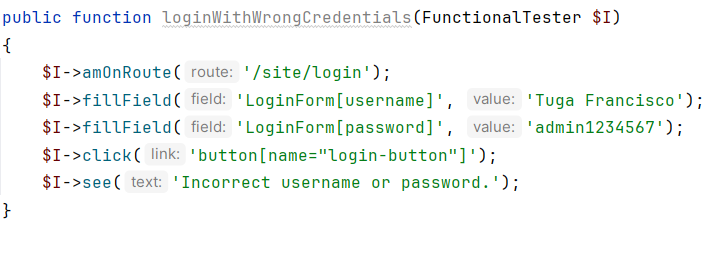 public function loginWithWrongCredentials(FunctionalTester $I)
{
$I->amOnRoute( route: '/site/login');
$I->fillField( field: 'LoginForm[username]', value: 'Tuga Francisco');
$I->fillField( field: 'LoginForm[password]', value: 'admin1234567');
$I->click( link: 'button[name="login-button"]');
$I->see( text: 'Incorrect username or password.');
}